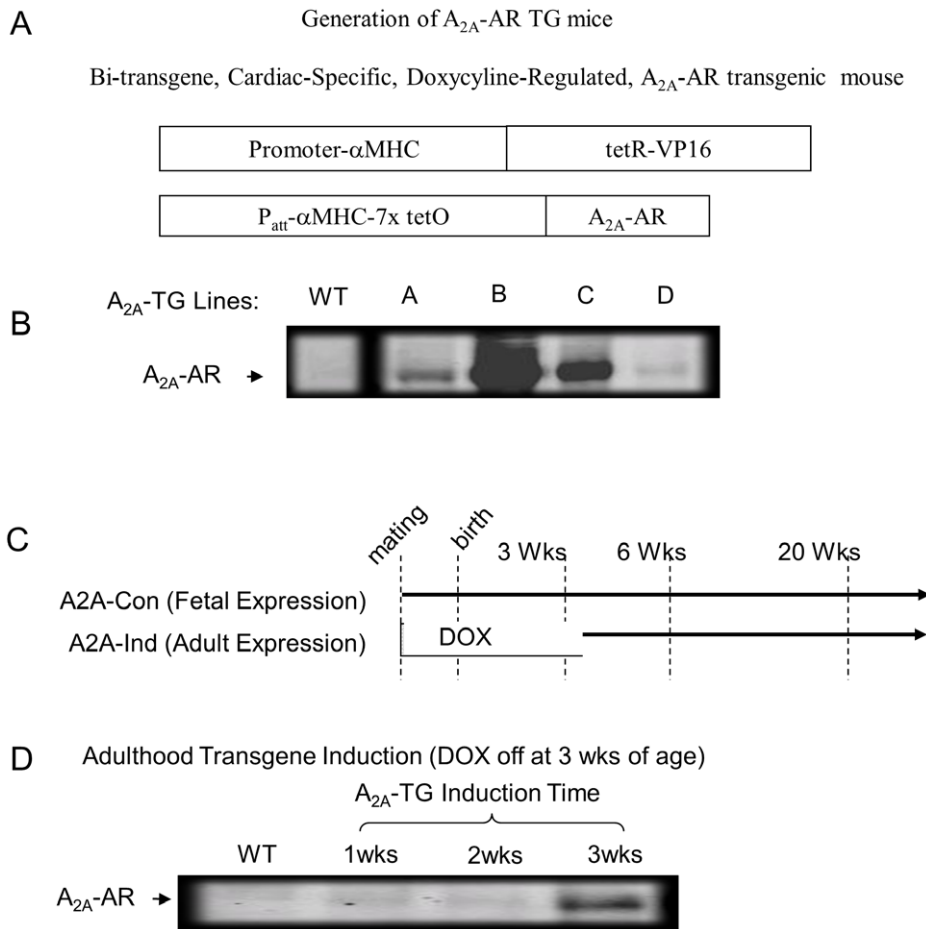 A
Generation of A2A-AR TG mice
Bi-transgene, Cardiac-Specific, Doxycyline-Regulated, A2A-AR transgenic mouse
Promoter-αMHC tetR-VP16
Patt-αMHC-7x tetO A2A-AR
B
A2A-TG Lines: WT A B C D
A2A-AR
C
mating birth 3 Wks 6 Wks 20 Wks
A2A-Con (Fetal Expression)
A2A-Ind (Adult Expression) DOX
D Adulthood Transgene Induction (DOX off at 3 wks of age)
A2A-TG Induction Time
WT 1wks 2wks 3wks
A2A-AR